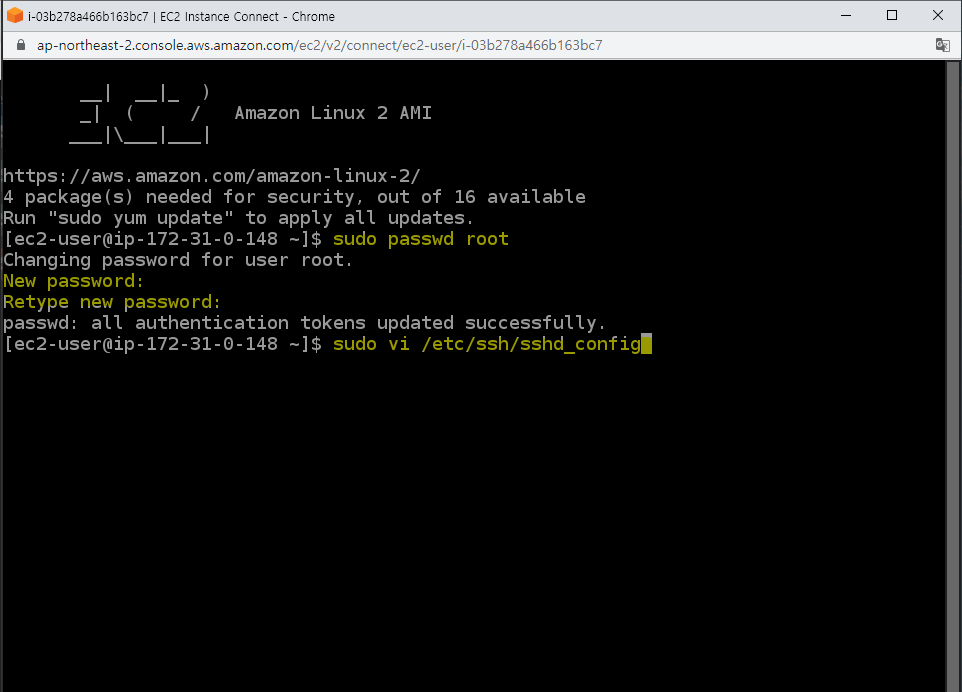 i-03b278a466b163bc7 | EC2 Instance Connect - Chrome
ap-northeast-2.console.aws.amazon.com/ec2/v2/connect/ec2-user/i-03b278a466b163bc7
       __|  __|_  )
       _|  (     /   Amazon Linux 2 AMI
      ___|\___|___|
https://aws.amazon.com/amazon-linux-2/
4 package(s) needed for security, out of 16 available
Run "sudo yum update" to apply all updates.
[ec2-user@ip-172-31-0-148 ~]$ sudo passwd root
Changing password for user root.
New password:
Retype new password:
passwd: all authentication tokens updated successfully.
[ec2-user@ip-172-31-0-148 ~]$ sudo vi /etc/ssh/sshd_config